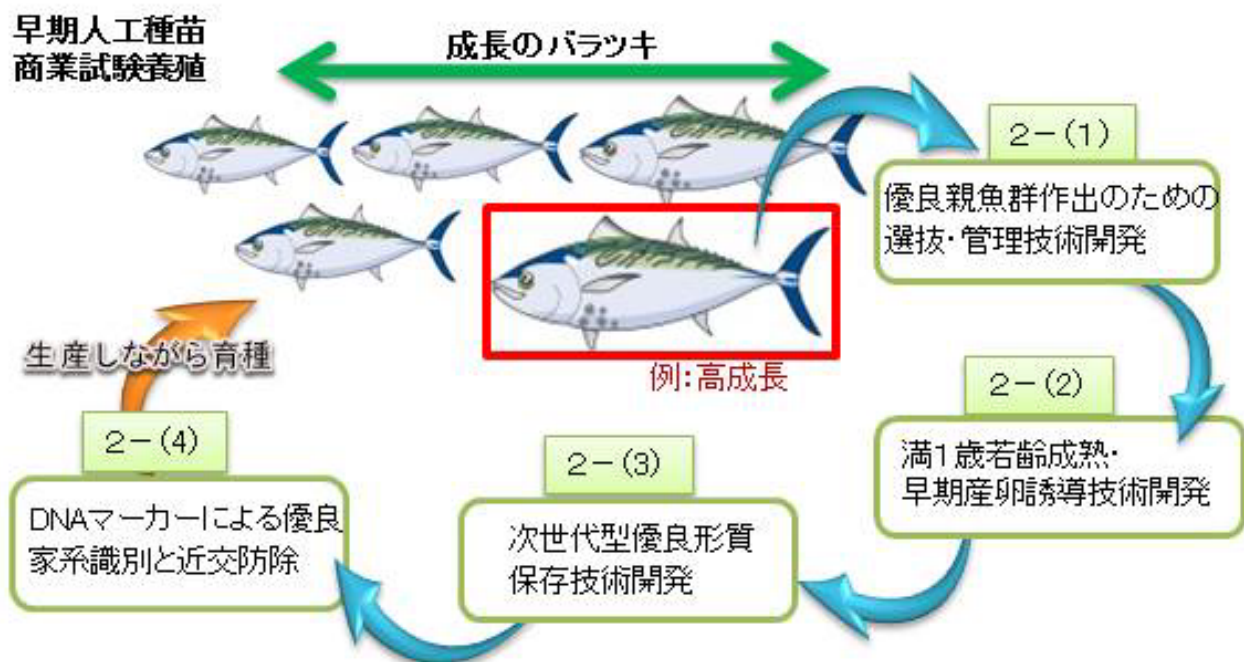 早期人工種苗
商業試験養殖
成長のバラツキ
2-(1)
優良親魚群作出のための
選抜・管理技術開発
例:高成長
生産しながら育種
2-(2)
満1歳若齢成熟・
早期産卵誘導技術開発
2-(3)
次世代型優良形質
保存技術開発
2-(4)
DNAマーカーによる優良
家系識別と近交防除